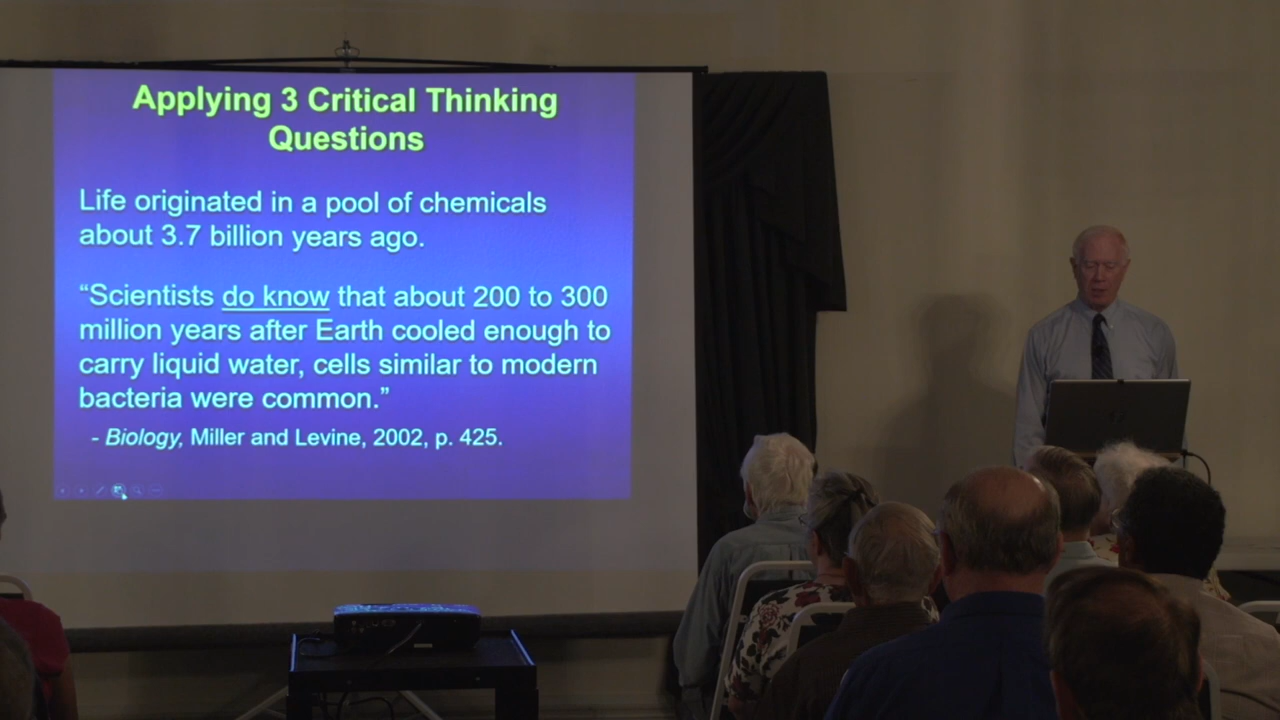 Applying 3 Critical Thinking
Questions
Life originated in a pool of chemicals
about 3.7 billion years ago.
“Scientists do know that about 200 to 300
million years after Earth cooled enough to
carry liquid water, cells similar to modern
bacteria were common.”
- Biology, Miller and Levine, 2002, p. 425.